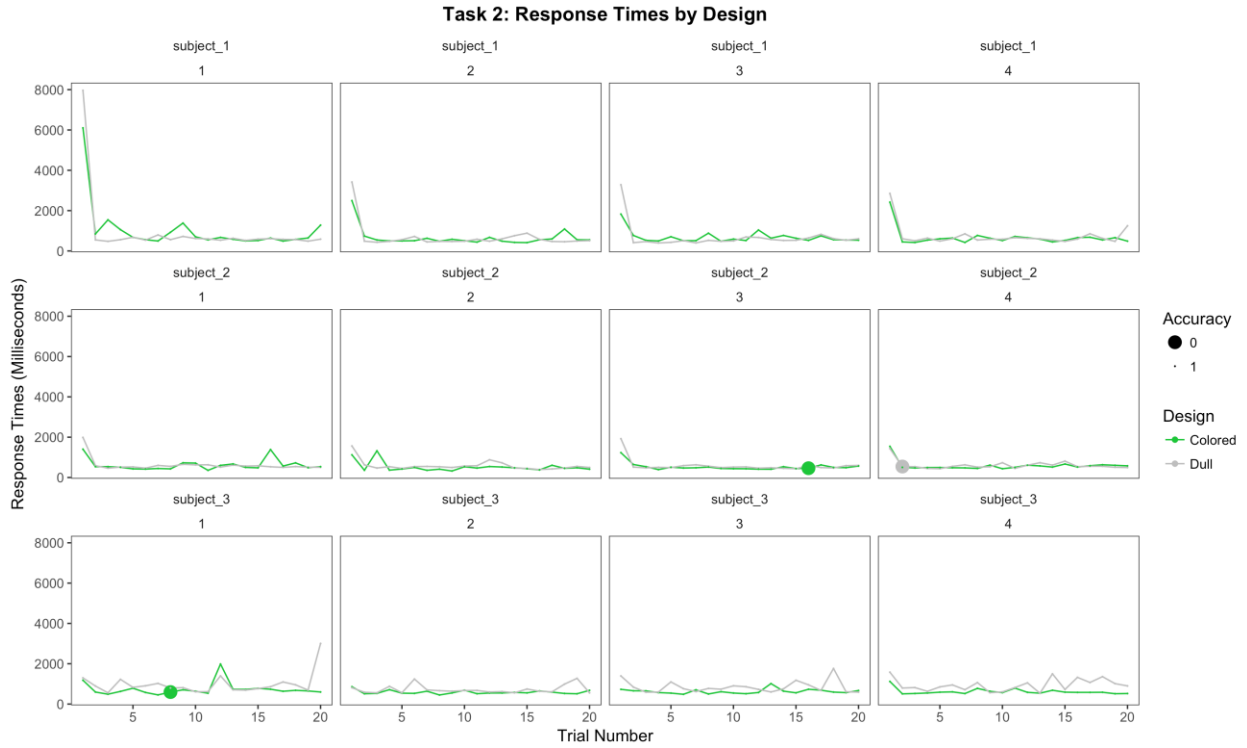 Task 2: Response Times by Design
subject_1 subject_1 subject_1 subject_1
1 2 3 4
8000
6000
4000
2000
0
subject_2 subject_2 subject_2 subject_2
1 2 3 4
8000
6000
4000
2000
0
subject_3 subject_3 subject_3 subject_3
1 2 3 4
8000
6000
4000
2000
0
5 10 15 20 5 10 15 20 5 10 15 20 5 10 15 20
Trial Number
Response Times (Milliseconds)
Accuracy
0
1
Design
Colored
Dull